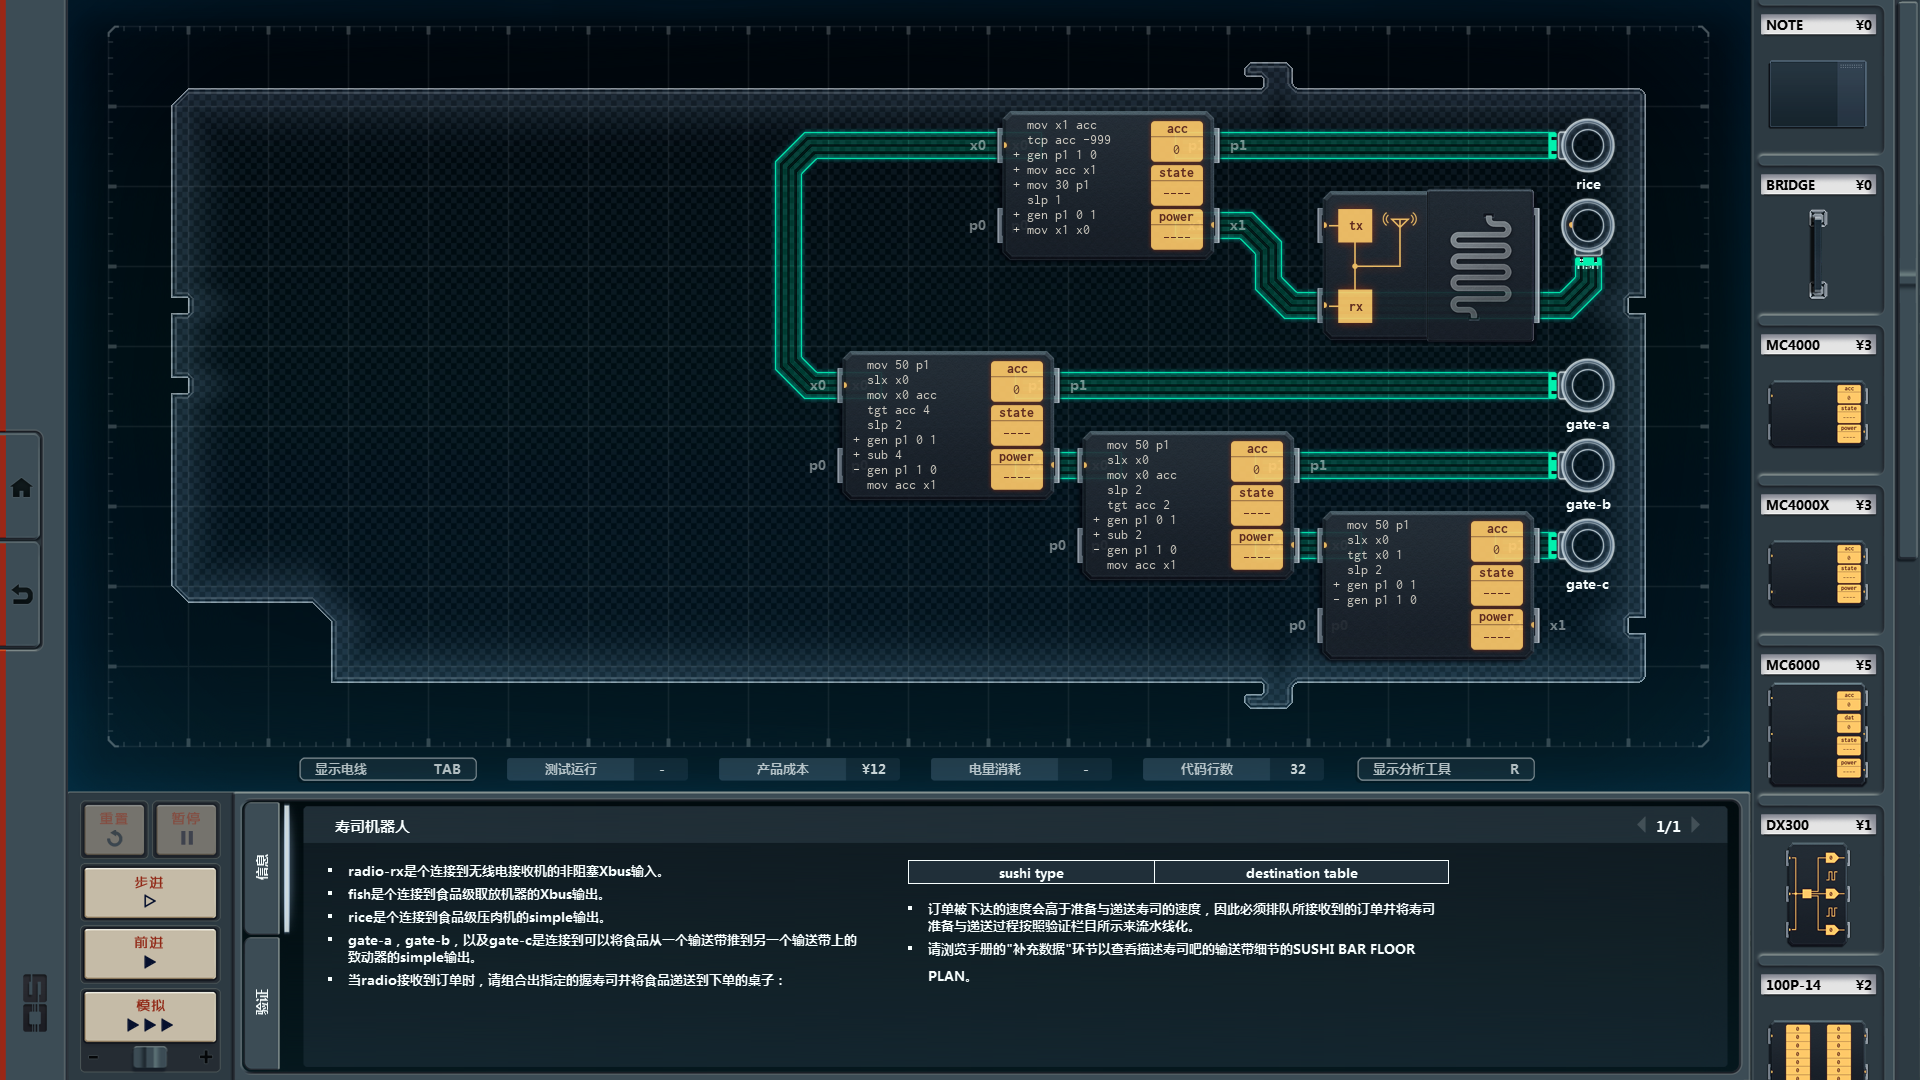 NOTE ¥0
BRIDGE ¥0
MC4000 ¥3
acc
0
state
----
power
----
MC4000X ¥3
acc
0
state
----
power
----
MC6000 ¥5
acc
0
dat
0
state
----
power
----
DX300 ¥1
100P-14 ¥2
mov x1 acc
tcp acc -999
+ gen p1 1 0
+ mov acc x1
+ mov 30 p1
slp 1
+ gen p1 0 1
+ mov x1 x0
acc
0
state
----
power
----
x0
p0
p1
x1
rice
tx
rx
mov 50 p1
slx x0
mov x0 acc
tgt acc 4
slp 2
+ gen p1 0 1
+ sub 4
- gen p1 1 0
mov acc x1
acc
0
state
----
power
----
x0
p0
p1
gate-a
mov 50 p1
slx x0
mov x0 acc
slp 2
tgt acc 2
+ gen p1 0 1
+ sub 2
- gen p1 1 0
mov acc x1
acc
0
state
----
power
----
p0
p1
gate-b
mov 50 p1
slx x0
tgt x0 1
slp 2
+ gen p1 0 1
- gen p1 1 0
acc
0
state
----
power
----
p0
x1
gate-c
显示电线 TAB
测试运行 -
产品成本 ¥12
电量消耗 -
代码行数 32
显示分析工具 R
重置
暂停
步进
前进
模拟
- +
信息
验证
寿司机器人
1/1
▪ radio-rx是个连接到无线电接收机的非阻塞Xbus输入。
▪ fish是个连接到食品级取放机器的Xbus输出。
▪ rice是个连接到食品级压肉机的simple输出。
▪ gate-a，gate-b，以及gate-c是连接到可以将食品从一个输送带推到另一个输送带上的
致动器的simple输出。
▪ 当radio接收到订单时，请组合出指定的握寿司并将食品递送到下单的桌子：
sushi type destination table
▪ 订单被下达的速度会高于准备与递送寿司的速度，因此必须排队所接收到的订单并将寿司
准备与递送过程按照验证栏目所示来流水线化。
▪ 请浏览手册的"补充数据"环节以查看描述寿司吧的输送带细节的SUSHI BAR FLOOR
PLAN。